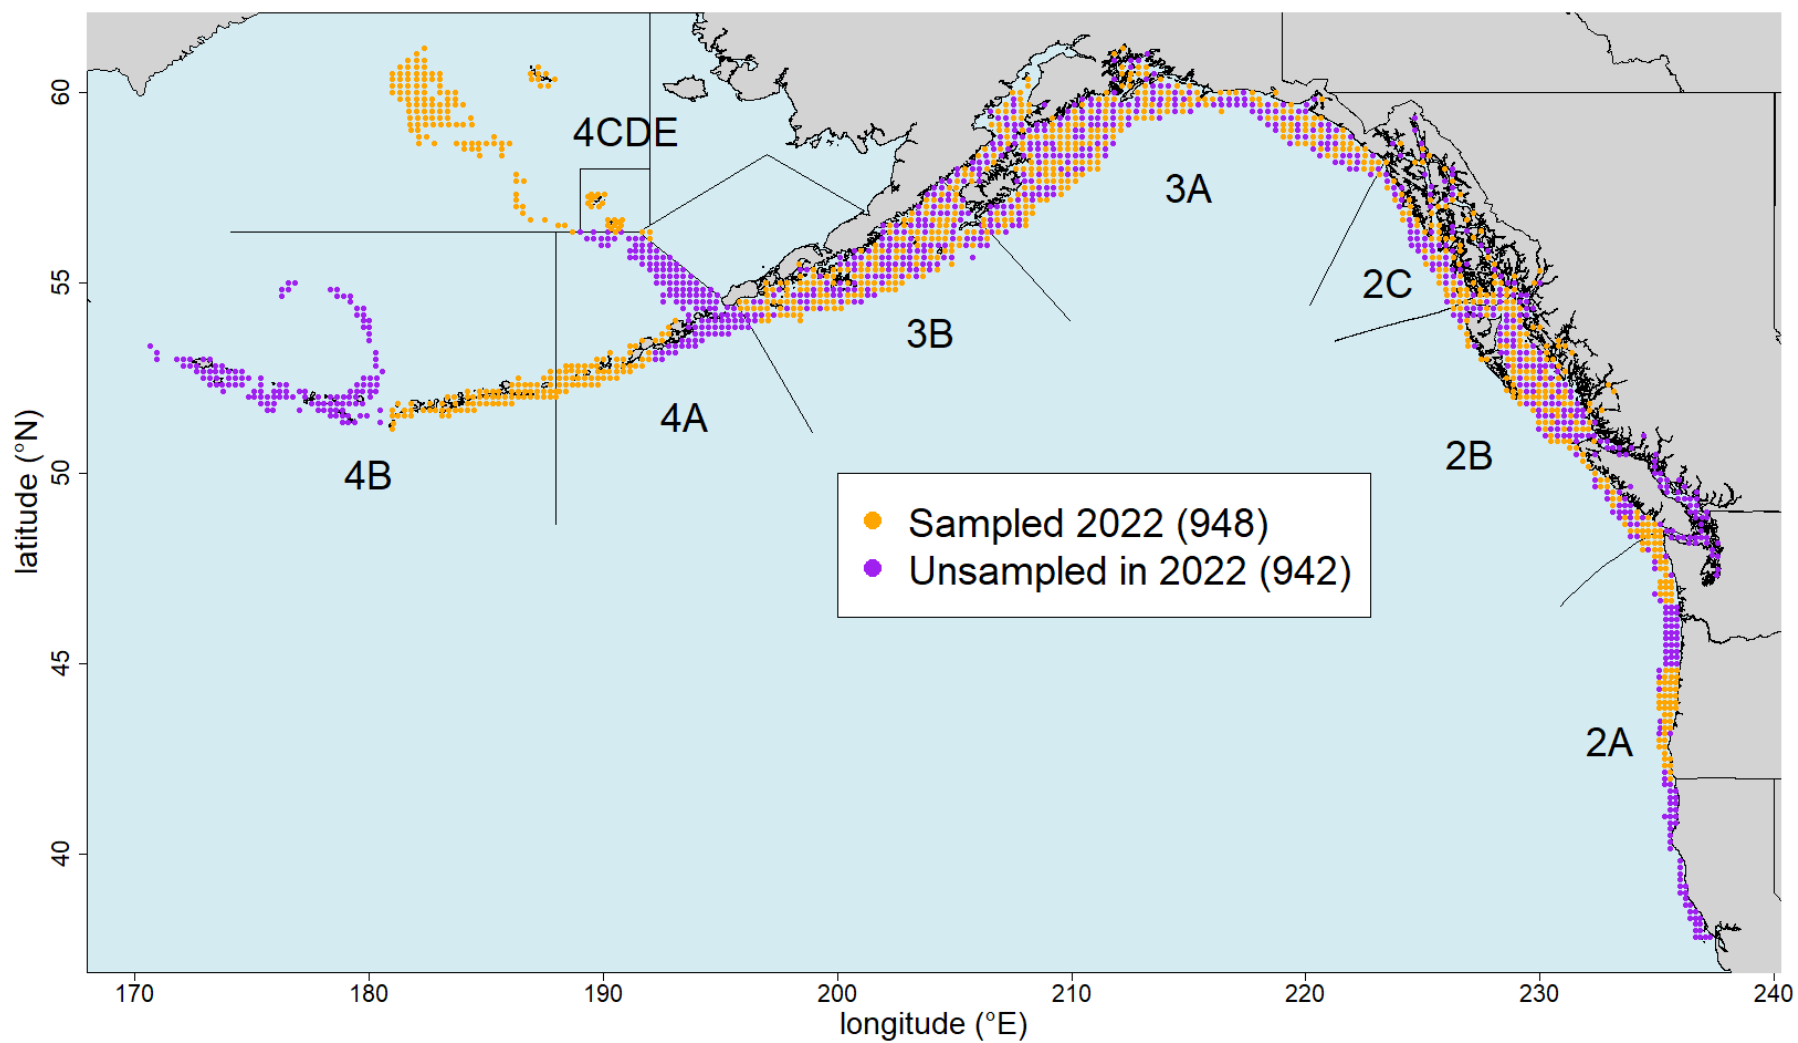 4CDE
3A
2C
3B
4A
4B
2B
2A
Sampled 2022 (948)
Unsampled in 2022 (942)
latitude (°N)
60
55
50
45
40
170 180 190 200 210 220 230 240
longitude (°E)